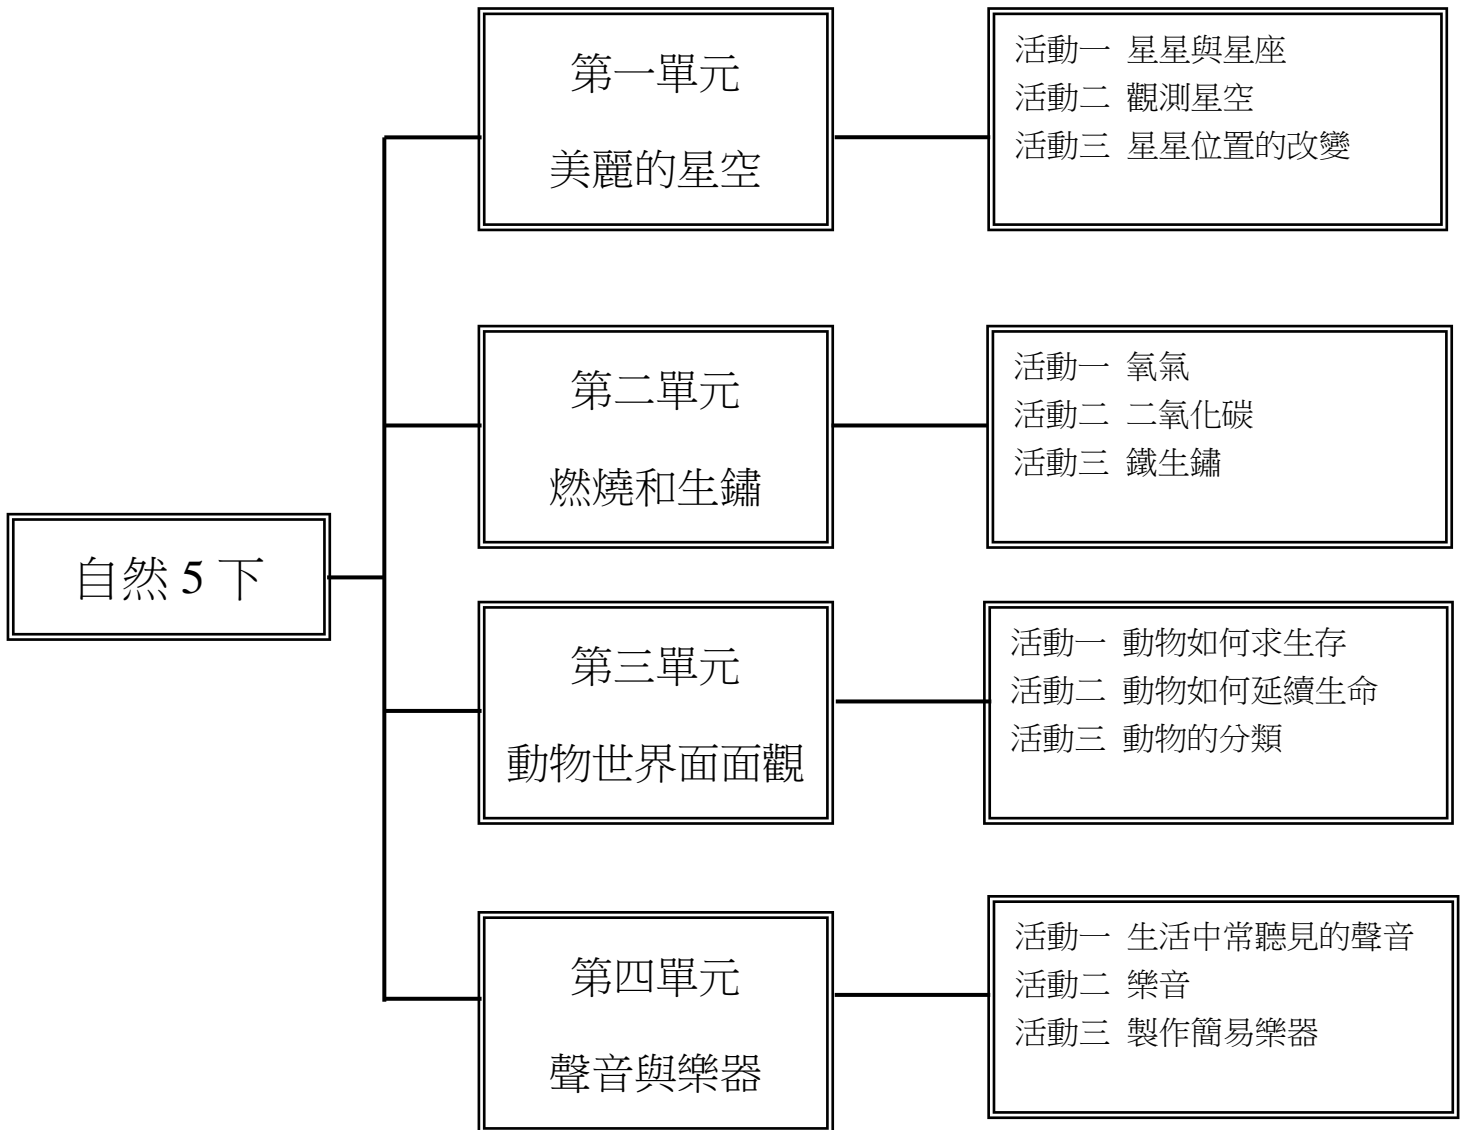 第一單元
美麗的星空
活動一 星星與星座
活動二 觀測星空
活動三 星星位置的改變
第二單元
燃燒和生鏽
活動一 氧氣
活動二 二氧化碳
活動三 鐵生鏽
自然 5 下
第三單元
動物世界面面觀
活動一 動物如何求生存
活動二 動物如何延續生命
活動三 動物的分類
第四單元
聲音與樂器
活動一 生活中常聽見的聲音
活動二 樂音
活動三 製作簡易樂器